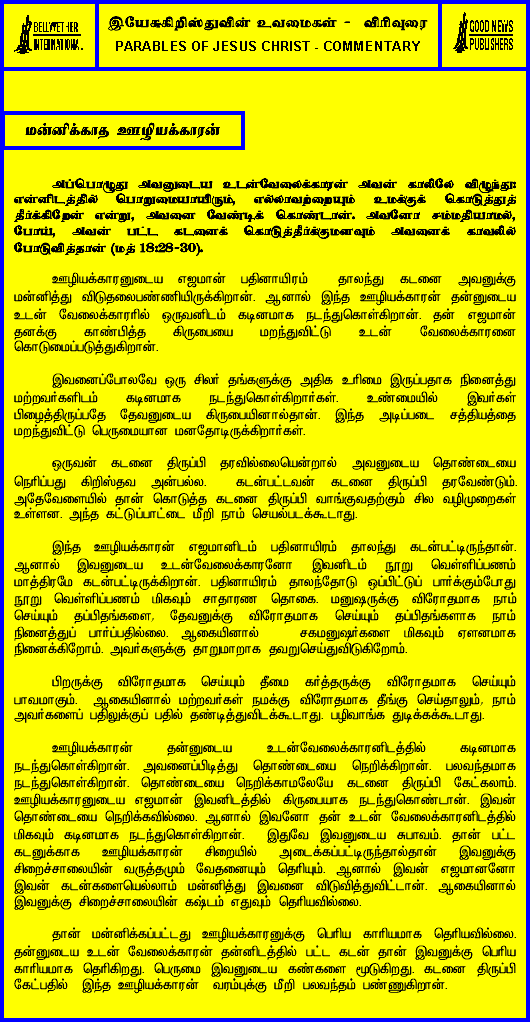 BELLWETHER
INTERNATIONAL
இயேசுகிறிஸ்துவின் உவமைகள் - விரிவுரை
PARABLES OF JESUS CHRIST - COMMENTARY
GOOD NEWS
PUBLISHERS
மன்னிக்காத ஊழியக்காரன்
அப்பொழுது அவனுடைய உடன்வேலைக்காரன் அவன் காலிலே விழுந்து:
என்னிடத்தில் பொறுமையாயிரும், எல்லாவற்றையும் உமக்குக் கொடுத்துத்
தீர்க்கிறேன் என்று, அவனை வேண்டிக் கொண்டான். அவனோ சம்மதியாமல்,
போய், அவன் பட்ட கடனைக் கொடுத்தீர்க்குமளவும் அவனைக் காவலில்
போடுவித்தான் (மத் 18:28-30).
ஊழியக்காரனுடைய எஜமான் பதினாயிரம் தாலந்து கடனை அவனுக்கு
மன்னித்து விடுதலைபண்ணியிருக்கிறான். ஆனால் இந்த ஊழியக்காரன் தன்னுடைய
உடன் வேலைக்காரரில் ஒருவனிடம் கடினமாக நடந்துகொள்கிறான். தன் எஜமான்
தனக்கு காண்பித்த கிருபையை மறந்துவிட்டு உடன் வேலைக்காரனை
கொடுமைப்படுத்துகிறான்.
இவனைப்போலவே ஒரு சிலர் தங்களுக்கு அதிக உரிமை இருப்பதாக நினைத்து
மற்றவர்களிடம் கடினமாக நடந்துகொள்கிறார்கள். உண்மையில் இவர்கள்
பிழைத்திருப்பதே தேவனுடைய கிருபையினால்தான். இந்த அடிப்படை சத்தியத்தை
மறந்துவிட்டு பெருமையான மனதோடிருக்கிறார்கள்.
ஒருவன் கடனை திருப்பி தரவில்லையென்றால் அவனுடைய தொண்டையை
நெரிப்பது கிறிஸ்தவ அன்பல்ல. கடன்பட்டவன் கடனை திருப்பி தரவேண்டும்.
அதேவேளையில் தான் கொடுத்த கடனை திருப்பி வாங்குவதற்கும் சில வழிமுறைகள்
உள்ளன. அந்த கட்டுப்பாட்டை மீறி நாம் செயல்படக்கூடாது.
இந்த ஊழியக்காரன் எஜமானிடம் பதினாயிரம் தாலந்து கடன்பட்டிருந்தான்.
ஆனால் இவனுடைய உடன்வேலைக்காரனோ இவனிடம் நூறு வெள்ளிப்பணம்
மாத்திரமே கடன்பட்டிருக்கிறான். பதினாயிரம் தாலந்தோடு ஒப்பிட்டுப் பார்க்கும்போது
நூறு வெள்ளிப்பணம் மிகவும் சாதாரண தொகை. மனுஷருக்கு விரோதமாக நாம்
செய்யும் தப்பிதங்களை, தேவனுக்கு விரோதமாக செய்யும் தப்பிதங்களாக நாம்
நினைத்துப் பார்ப்பதில்லை. ஆகையினால் சகமனுஷர்களை மிகவும் ஏளனமாக
நினைக்கிறோம். அவர்களுக்கு தாறுமாறாக தவறுசெய்துவிடுகிறோம்.
பிறருக்கு விரோதமாக செய்யும் தீமை கர்த்தருக்கு விரோதமாக செய்யும்
பாவமாகும். ஆகையினால் மற்றவர்கள் நமக்கு விரோதமாக தீங்கு செய்தாலும், நாம்
அவர்களைப் பதிலுக்குப் பதில் தண்டித்துவிடக்கூடாது. பழிவாங்க துடிக்கக்கூடாது.
ஊழியக்காரன் தன்னுடைய உடன்வேலைக்காரனிடத்தில் கடினமாக
நடந்துகொள்கிறான். அவனைப்பிடித்து தொண்டையை நெறிக்கிறான். பலவந்தமாக
நடந்துகொள்கிறான். தொண்டையை நெறிக்காமலேயே கடனை திருப்பி கேட்கலாம்.
ஊழியக்காரனுடைய எஜமான் இவனிடத்தில் கிருபையாக நடந்துகொண்டான். இவன்
தொண்டையை நெறிக்கவில்லை. ஆனால் இவனோ தன் உடன் வேலைக்காரனிடத்தில்
மிகவும் கடினமாக நடந்துகொள்கிறான். இதுவே இவனுடைய சுபாவம். தான் பட்ட
கடனுக்காக ஊழியக்காரன் சிறையில் அடைக்கப்பட்டிருந்தால்தான் இவனுக்கு
சிறைச்சாலையின் வருத்தமும் வேதனையும் தெரியும். ஆனால் இவன் எஜமானனோ
இவன் கடன்களையெல்லாம் மன்னித்து இவனை விடுவித்துவிட்டான். ஆகையினால்
இவனுக்கு சிறைச்சாலையின் கஷ்டம் எதுவும் தெரியவில்லை.
தான் மன்னிக்கப்பட்டது ஊழியக்காரனுக்கு பெரிய காரியமாக தெரியவில்லை.
தன்னுடைய உடன் வேலைக்காரன் தன்னிடத்தில் பட்ட கடன் தான் இவனுக்கு பெரிய
காரியமாக தெரிகிறது. பெருமை இவனுடைய கண்களை மூடுகிறது. கடனை திருப்பி
கேட்பதில் இந்த ஊழியக்காரன் வரம்புக்கு மீறி பலவந்தம் பண்ணுகிறான்.